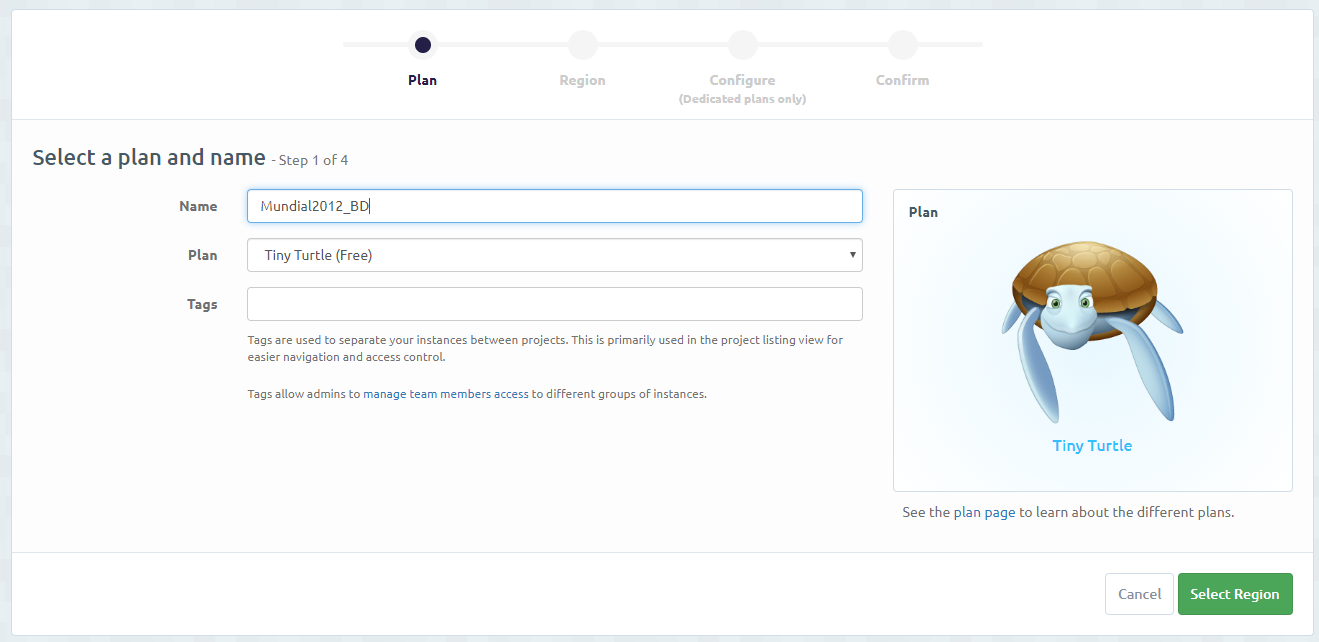 Plan
Region
Configure
(Dedicated plans only)
Confirm
Select a plan and name - Step 1 of 4
Name
Mundial2012_BD
Plan
Tiny Turtle (Free)
Tags
Tags are used to separate your instances between projects. This is primarily used in the project listing view for
easier navigation and access control.
Tags allow admins to manage team members access to different groups of instances.
Plan
Tiny Turtle
See the plan page to learn about the different plans.
Cancel
Select Region